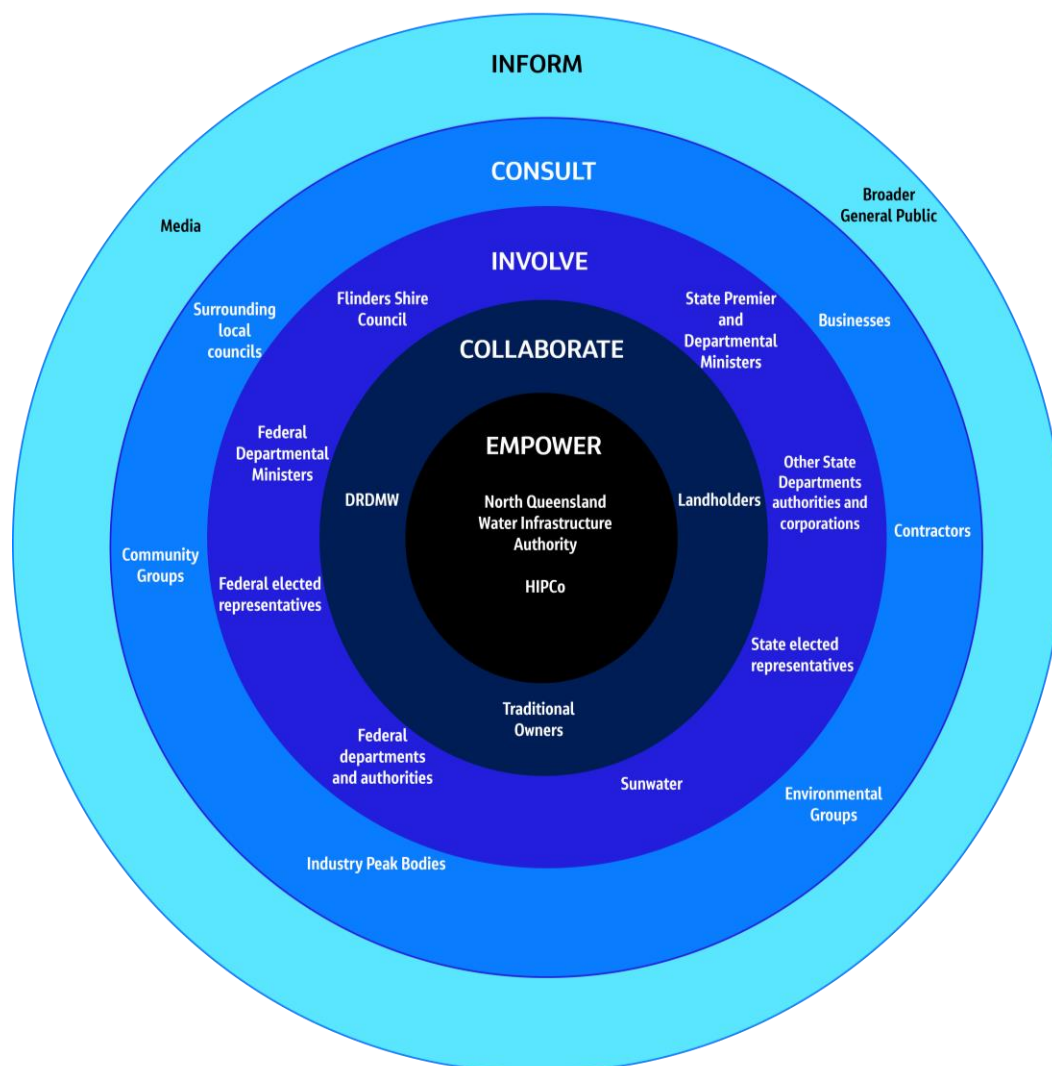 INFORM
CONSULT
Broader
General Public
Media
INVOLVE
Flinders Shire
Council
State Premier
and
Departmental
Ministers
Surrounding
local
councils
Businesses
COLLABORATE
Federal
Departmental
Ministers
EMPOWER
Other State
Departments
authorities and
corporations
DRDMW
North Queensland
Water Infrastructure
Authority
Landholders
Contractors
Community
Groups
Federal elected
representatives
HIPCo
State elected
representatives
Traditional
Owners
Federal
departments
and authorities
Sunwater
Environmental
Groups
Industry Peak Bodies